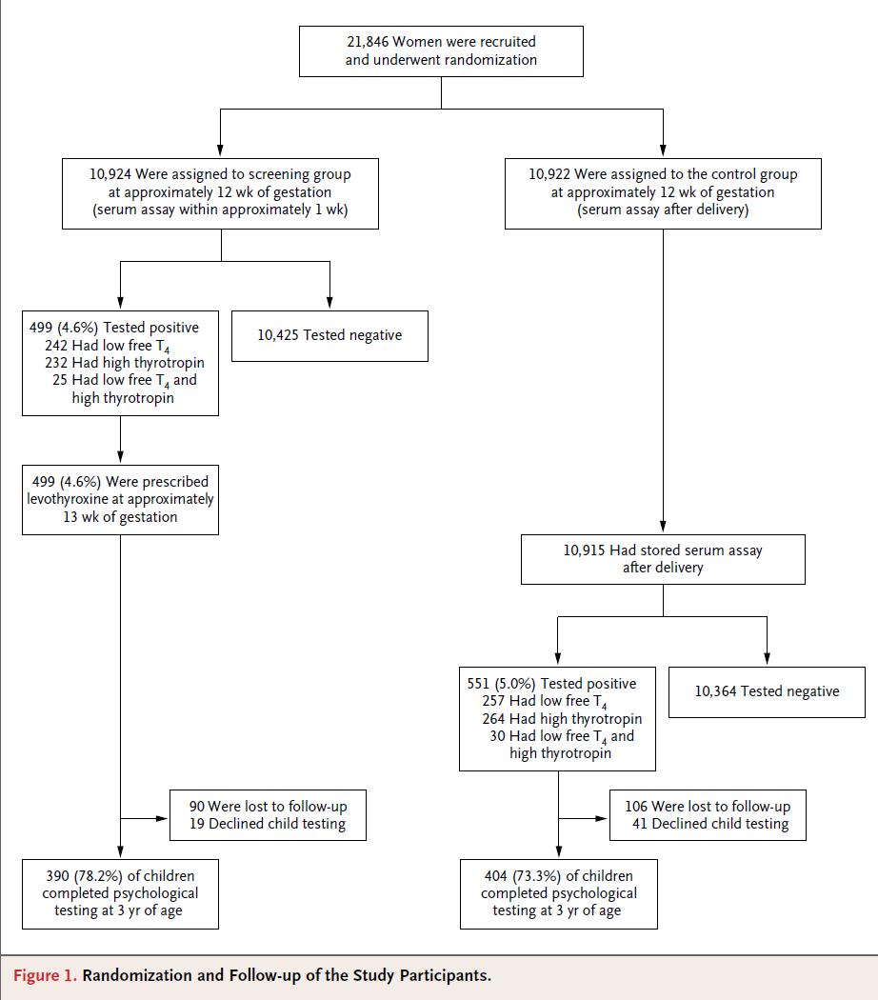 21,846 Women were recruited
and underwent randomization
10,924 Were assigned to screening group
at approximately 12 wk of gestation
(serum assay within approximately 1 wk)
10,922 Were assigned to the control group
at approximately 12 wk of gestation
(serum assay after delivery)
499 (4.6%) Tested positive
242 Had low free T4
232 Had high thyrotropin
25 Had low free T4 and
high thyrotropin
10,425 Tested negative
499 (4.6%) Were prescribed
levothyroxine at approximately
13 wk of gestation
10,915 Had stored serum assay
after delivery
551 (5.0%) Tested positive
257 Had low free T4
264 Had high thyrotropin
30 Had low free T4 and
high thyrotropin
10,364 Tested negative
90 Were lost to follow-up
19 Declined child testing
106 Were lost to follow-up
41 Declined child testing
390 (78.2%) of children
completed psychological
testing at 3 yr of age
404 (73.3%) of children
completed psychological
testing at 3 yr of age
Figure 1. Randomization and Follow-up of the Study Participants.